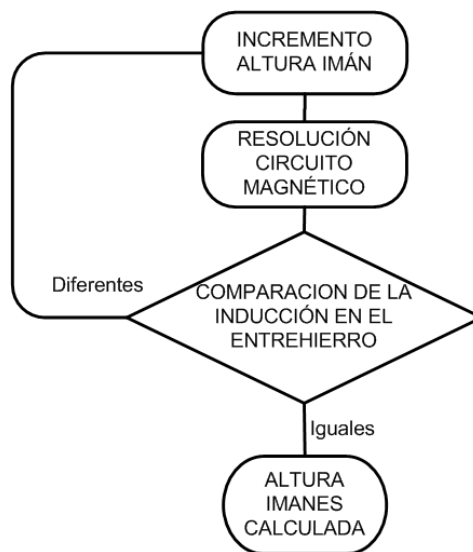 INCREMENTO
ALTURA IMÁN
RESOLUCIÓN
CIRCUITO
MAGNÉTICO
Diferentes
COMPARACION DE LA
INDUCCIÓN EN EL
ENTREHIERRO
Iguales
ALTURA
IMANES
CALCULADA